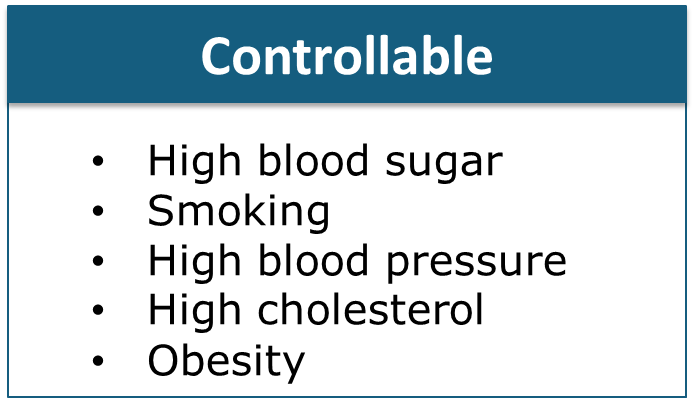 Controllable
• High blood sugar
• Smoking
• High blood pressure
• High cholesterol
• Obesity